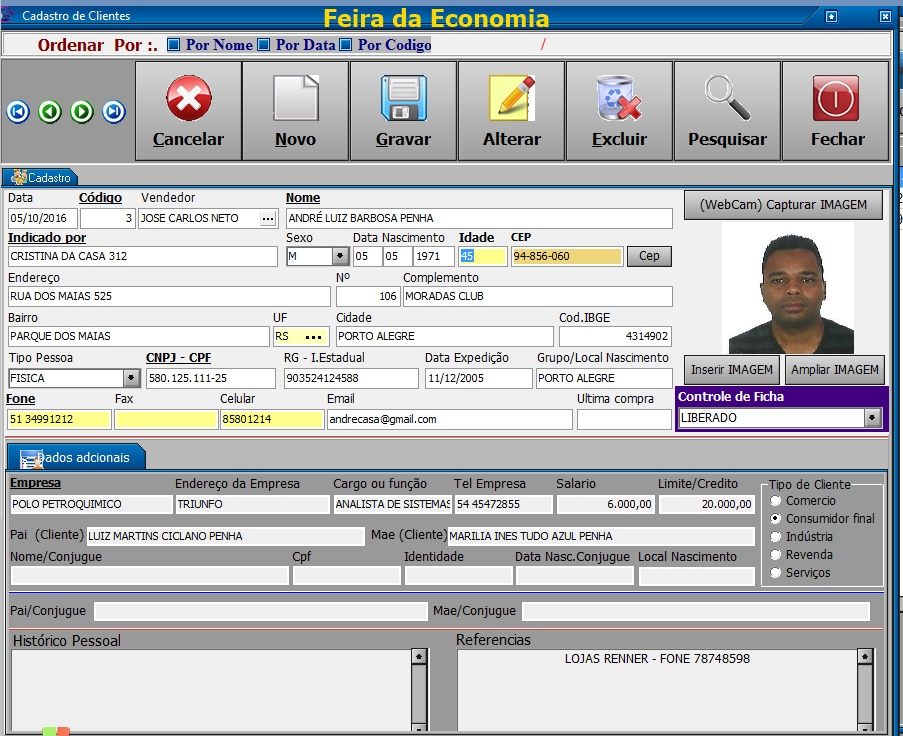 Cadastro de Clientes
Feira da Economia
Ordenar Por :. Por Nome Por Data Por Codigo /
Cancelar Novo Gravar Alterar Excluir Pesquisar Fechar
Cadastro
Data Código Vendedor Nome
05/10/2016 3 JOSE CARLOS NETO ... ANDRÉ LUIZ BARBOSA PENHA
(WebCam) Capturar IMAGEM
Indicado por Sexo Data Nascimento Idade CEP
CRISTINA DA CASA 312 M 05 05 1971 45 94-856-060 Cep
Endereço Nº Complemento
RUA DOS MAIAS 525 106 MORADAS CLUB
Bairro UF Cidade Cod.IBGE
PARQUE DOS MAIAS RS ... PORTO ALEGRE 4314902
Tipo Pessoa CNPJ - CPF RG - I.Estadual Data Expedição Grupo/Local Nascimento
FISICA 580.125.111-25 903524124588 11/12/2005 PORTO ALEGRE
Inserir IMAGEM Ampliar IMAGEM
Fone Fax Celular Email Ultima compra
51 34991212 85801214 andrecasa@gmail.com
Controle de Ficha
LIBERADO
Dados adcionais
Empresa Endereço da Empresa Cargo ou função Tel Empresa Salario Limite/Credito
POLO PETROQUIMICO TRIUNFO ANALISTA DE SISTEMAS 54 45472855 6.000,00 20.000,00
Pai (Cliente) LUIZ MARTINS CICLANO PENHA Mae (Cliente) MARILIA INES TUDO AZUL PENHA
Nome/Conjugue Cpf Identidade Data Nasc.Conjugue Local Nascimento
Tipo de Cliente
Comercio
Consumidor final
Indústria
Revenda
Serviços
Pai/Conjugue Mae/Conjugue
Histórico Pessoal Referencias
LOJAS RENNER - FONE 78748598